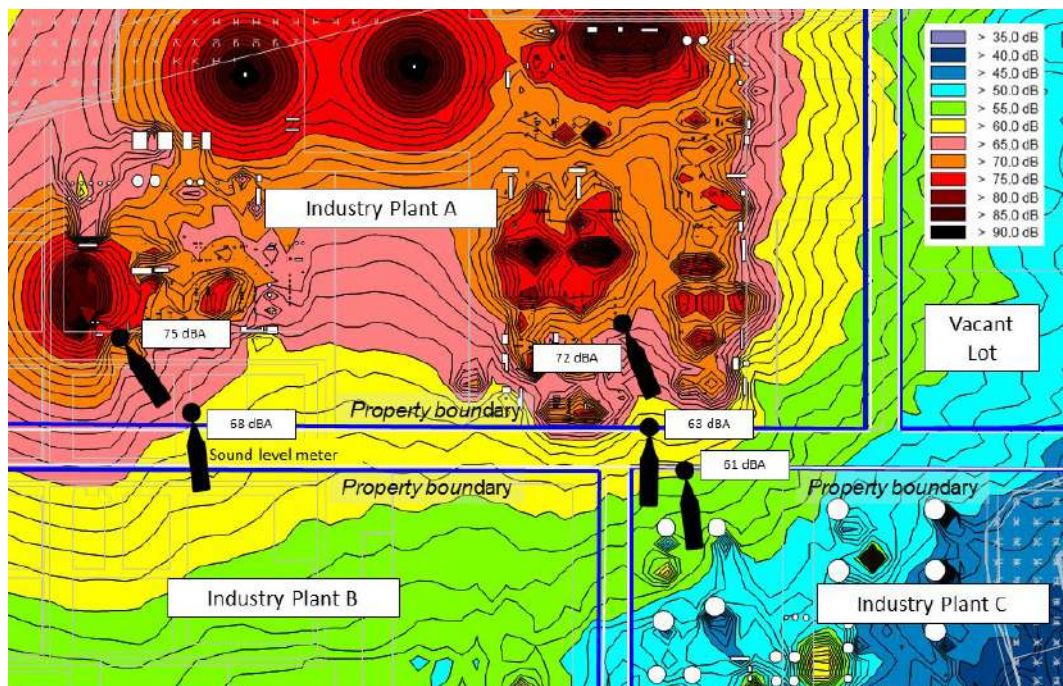 > 35.0 dB
> 40.0 dB
> 45.0 dB
> 50.0 dB
> 55.0 dB
> 60.0 dB
> 65.0 dB
> 70.0 dB
> 75.0 dB
> 80.0 dB
> 85.0 dB
> 90.0 dB
Industry Plant A
75 dBA
72 dBA
Vacant
Lot
Property boundary
68 dBA
63 dBA
Sound level meter
61 dBA
Property boundary
Property boundary
Industry Plant B
Industry Plant C